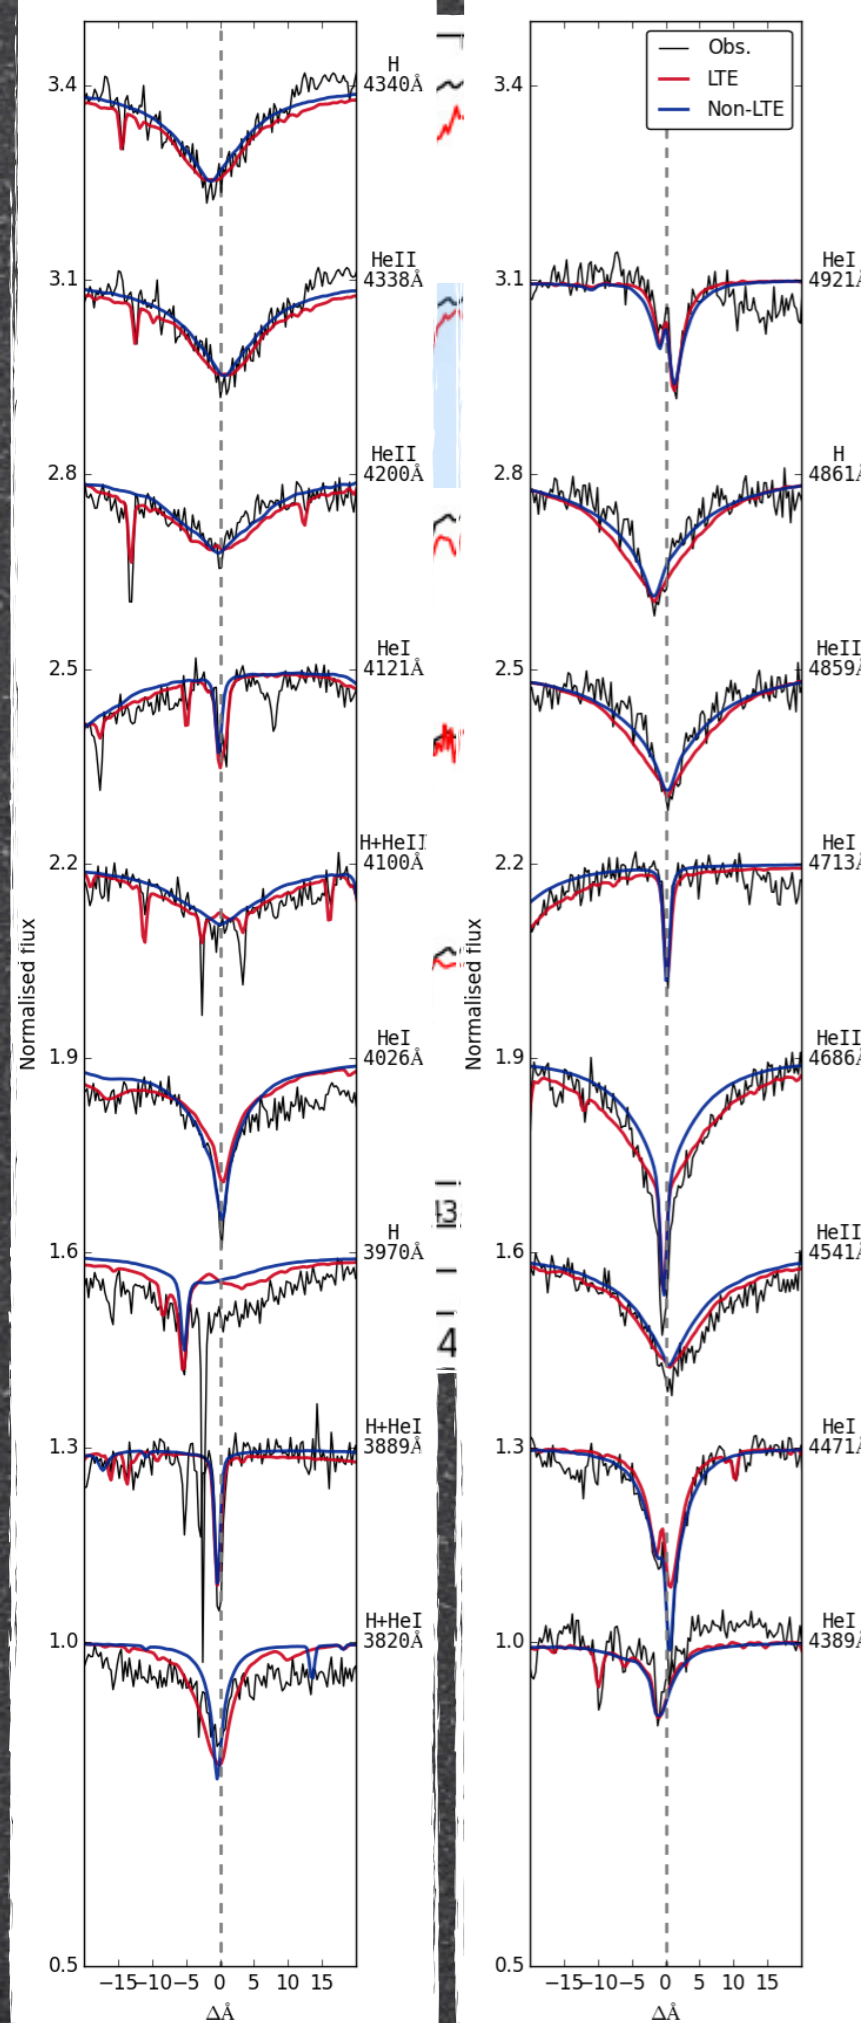 H
4340Å
3.4
HeII
4338Å
3.1
HeII
4200Å
2.8
HeI
4121Å
2.5
H+HeII
4100Å
2.2
HeI
4026Å
1.9
H
3970Å
1.6
H+HeI
3889Å
1.3
H+HeI
3820Å
1.0
0.5
Normalised flux
−15 −10 −5 0 5 10 15
ΔÅ
43
4
Obs.
LTE
Non-LTE
3.4
HeI
4921Å
3.1
H
4861Å
2.8
HeII
4859Å
2.5
HeI
4713Å
2.2
HeII
4686Å
1.9
HeII
4541Å
1.6
HeI
4471Å
1.3
HeI
4389Å
1.0
0.5
Normalised flux
−15 −10 −5 0 5 10 15
ΔÅ